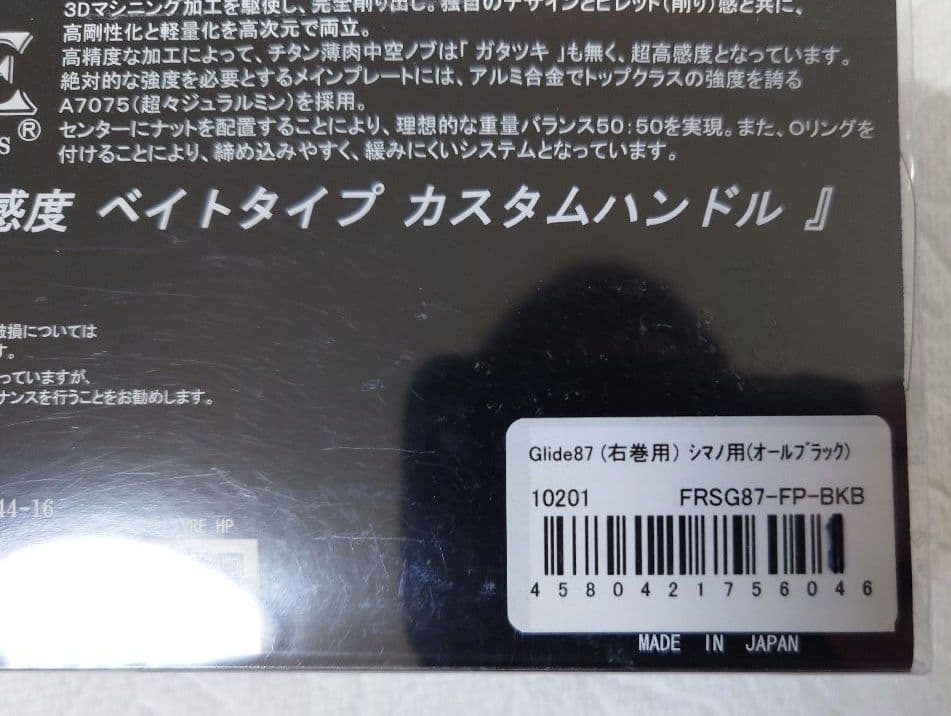 3Dマシニング加工を駆使し、完全削り出し。独自のデザインとビレット(削り)感と共に、
高剛性化と軽量化を高次元で両立。
高精度な加工によって、チタン薄肉中空ノブは「 ガタツキ 」も無く、超高感度となっています。
絶対的な強度を必要とするメインプレートには、アルミ合金でトップクラスの強度を誇る
A7075(超々ジュラルミン)を採用。
センターにナットを配置することにより、理想的な重量バランス50:50を実現。また、Oリングを
付けることにより、締め込みやすく、緩みにくいシステムとなっています。
E
s ®
感度 ベイトタイプ カスタムハンドル 』
破損については
す。
っていますが、
ナンスを行うことをお勧めします。
44-16
LIVRE HP
Glide87 (右巻用) シマノ用(オールブラック)
10201 FRSG87-FP-BKB
4580421756046
MADE IN JAPAN